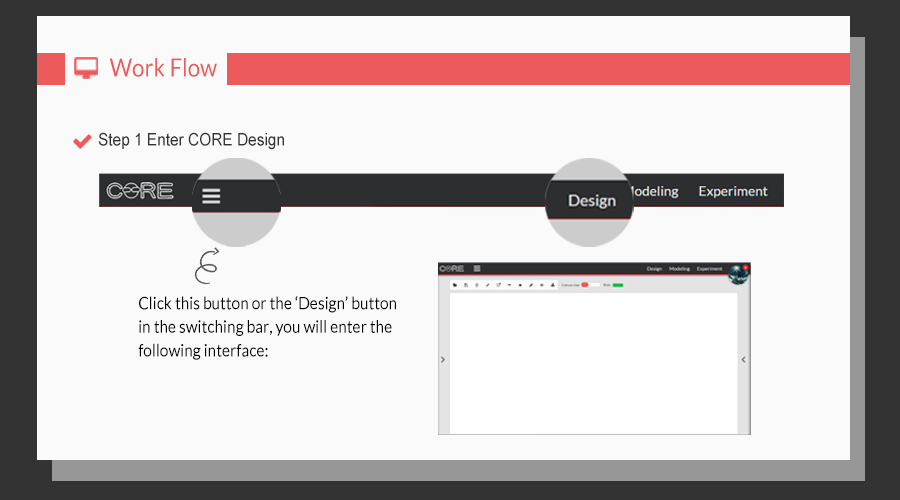 Work Flow
Step 1 Enter CORE Design
CORE Design Modeling Experiment
Click this button or the ‘Design’ button
in the switching bar, you will enter the
following interface:
CORE Design Modeling Experiment